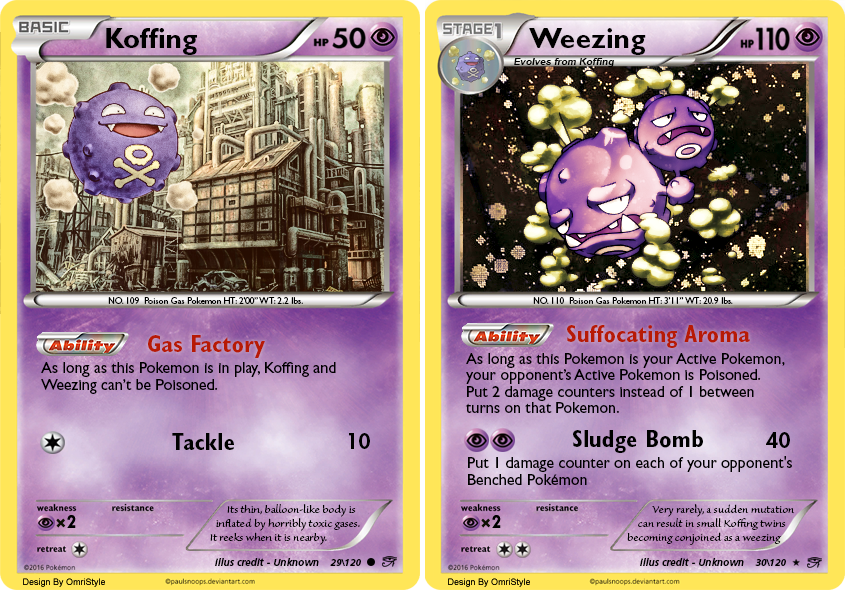 BASIC
Koffing
HP 50
NO. 109 Poison Gas Pokemon HT: 2'00" WT: 2.2 lbs.
Ability Gas Factory
As long as this Pokemon is in play, Koffing and
Weezing can't be Poisoned.
Tackle 10
weakness resistance
×2
retreat
Its thin, balloon-like body is
inflated by horribly toxic gases.
It reeks when it is nearby.
Illus credit - Unknown 29\120
©2016 Pokémon
Design By OmriStyle
©paulsnoops.deviantart.com
STAGE1
Weezing
HP 110
Evolves from Koffing
NO. 110 Poison Gas Pokemon HT: 3'11" WT: 20.9 lbs.
Ability Suffocating Aroma
As long as this Pokemon is your Active Pokemon,
your opponent's Active Pokemon is Poisoned.
Put 2 damage counters instead of 1 between
turns on that Pokemon.
Sludge Bomb 40
Put 1 damage counter on each of your opponent's
Benched Pokémon
weakness resistance
×2
retreat
Very rarely, a sudden mutation
can result in small Koffing twins
becoming conjoined as a weezing
Illus credit - Unknown 30\120
©2016 Pokémon
Design By OmriStyle
©paulsnoops.deviantart.com